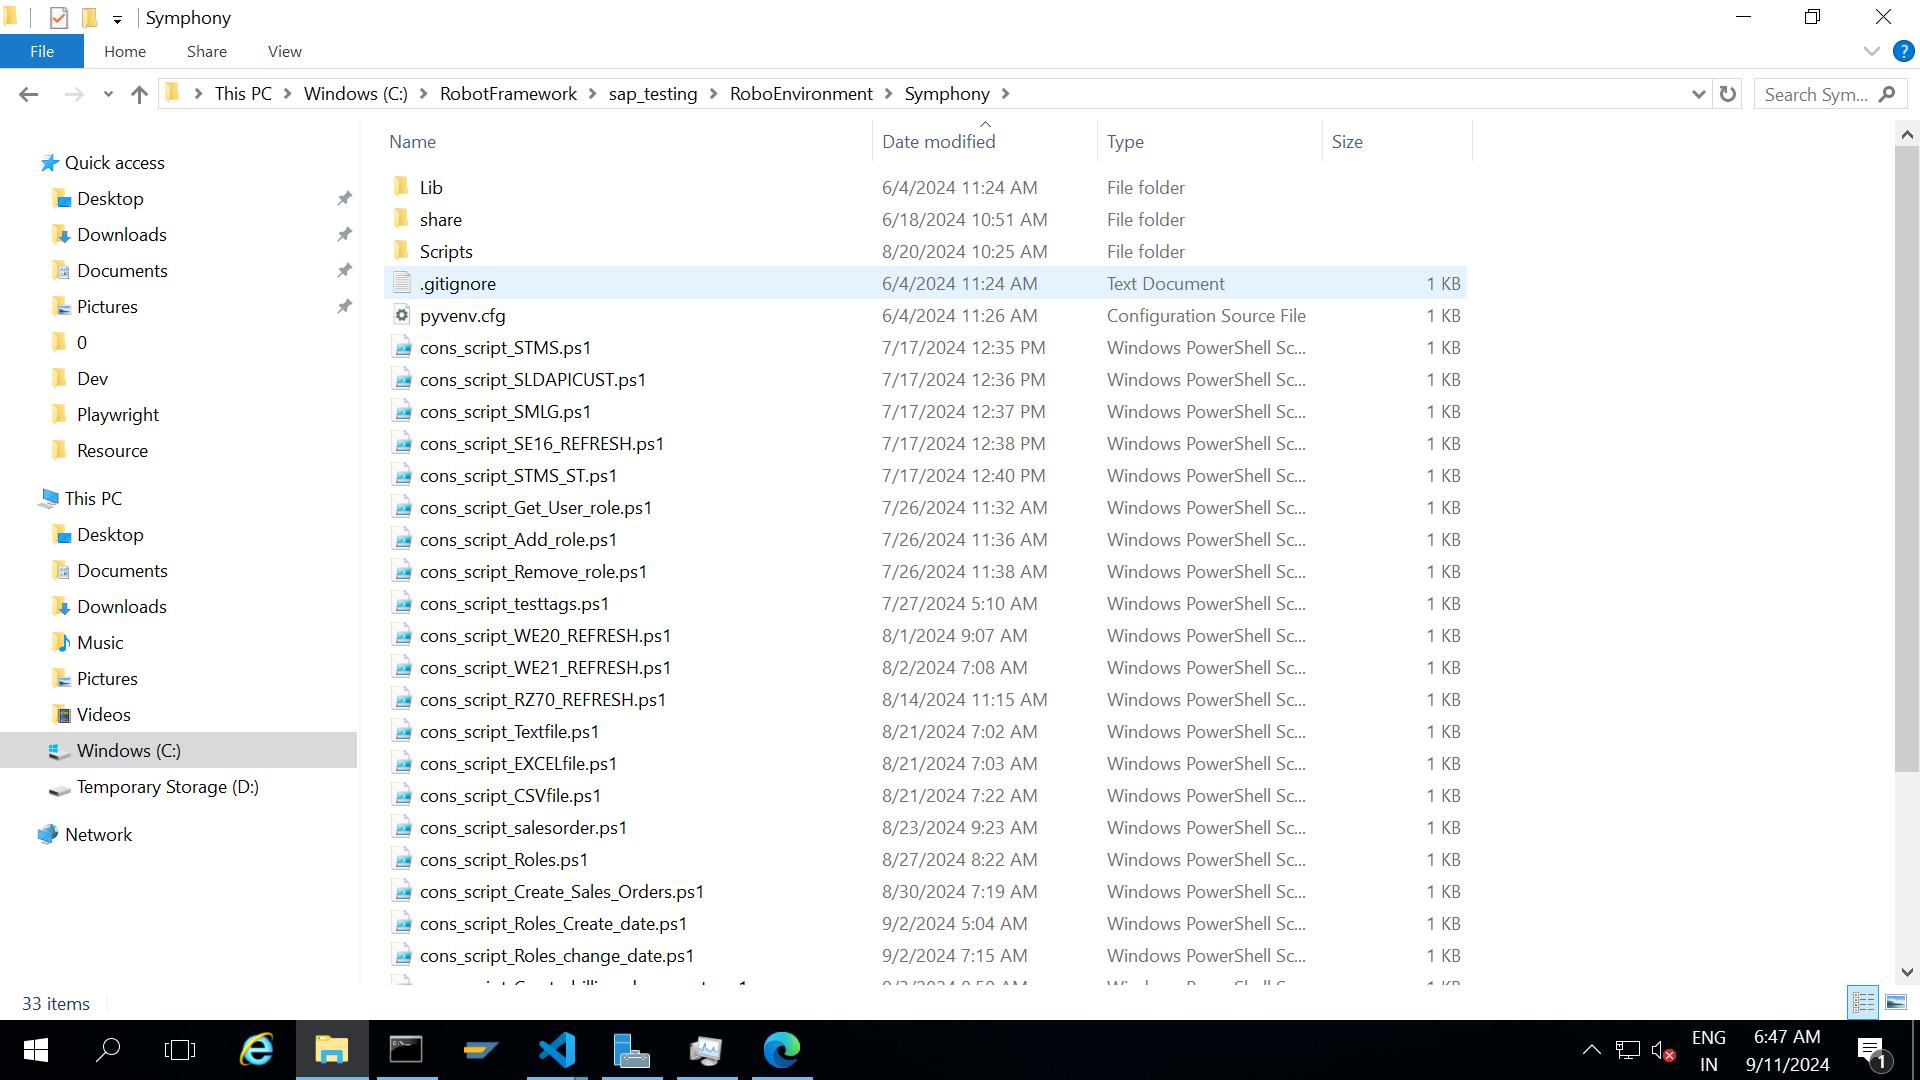 Symphony
File Home Share View
This PC Windows (C:) RobotFramework sap_testing RoboEnvironment Symphony
Search Sym...
Name Date modified Type Size
Quick access
Desktop
Downloads
Documents
Pictures
0
Dev
Playwright
Resource
This PC
Desktop
Documents
Downloads
Music
Pictures
Videos
Windows (C:)
Temporary Storage (D:)
Network
Lib 6/4/2024 11:24 AM File folder
share 6/18/2024 10:51 AM File folder
Scripts 8/20/2024 10:25 AM File folder
.gitignore 6/4/2024 11:24 AM Text Document 1 KB
pyvenv.cfg 6/4/2024 11:26 AM Configuration Source File 1 KB
cons_script_STMS.ps1 7/17/2024 12:35 PM Windows PowerShell Sc... 1 KB
cons_script_SLDAPICUST.ps1 7/17/2024 12:36 PM Windows PowerShell Sc... 1 KB
cons_script_SMLG.ps1 7/17/2024 12:37 PM Windows PowerShell Sc... 1 KB
cons_script_SE16_REFRESH.ps1 7/17/2024 12:38 PM Windows PowerShell Sc... 1 KB
cons_script_STMS_ST.ps1 7/17/2024 12:40 PM Windows PowerShell Sc... 1 KB
cons_script_Get_User_role.ps1 7/26/2024 11:32 AM Windows PowerShell Sc... 1 KB
cons_script_Add_role.ps1 7/26/2024 11:36 AM Windows PowerShell Sc... 1 KB
cons_script_Remove_role.ps1 7/26/2024 11:38 AM Windows PowerShell Sc... 1 KB
cons_script_testtags.ps1 7/27/2024 5:10 AM Windows PowerShell Sc... 1 KB
cons_script_WE20_REFRESH.ps1 8/1/2024 9:07 AM Windows PowerShell Sc... 1 KB
cons_script_WE21_REFRESH.ps1 8/2/2024 7:08 AM Windows PowerShell Sc... 1 KB
cons_script_RZ70_REFRESH.ps1 8/14/2024 11:15 AM Windows PowerShell Sc... 1 KB
cons_script_Textfile.ps1 8/21/2024 7:02 AM Windows PowerShell Sc... 1 KB
cons_script_EXCELfile.ps1 8/21/2024 7:03 AM Windows PowerShell Sc... 1 KB
cons_script_CSVfile.ps1 8/21/2024 7:22 AM Windows PowerShell Sc... 1 KB
cons_script_salesorder.ps1 8/23/2024 9:23 AM Windows PowerShell Sc... 1 KB
cons_script_Roles.ps1 8/27/2024 8:22 AM Windows PowerShell Sc... 1 KB
cons_script_Create_Sales_Orders.ps1 8/30/2024 7:19 AM Windows PowerShell Sc... 1 KB
cons_script_Roles_Create_date.ps1 9/2/2024 5:04 AM Windows PowerShell Sc... 1 KB
cons_script_Roles_change_date.ps1 9/2/2024 7:15 AM Windows PowerShell Sc... 1 KB
33 items
ENG
IN
6:47 AM
9/11/2024
1